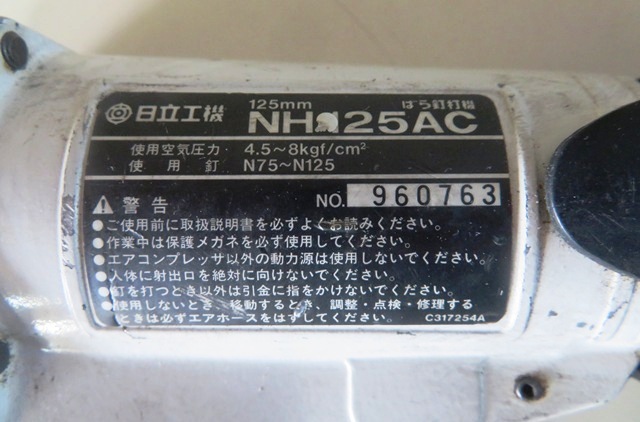 日立工機
125mm ばら釘打機
NH125AC
使用空気圧力 4.5~8kgf/cm²
使用釘 N75~N125
警告 NO. 960763
●ご使用前に取扱説明書を必ずよくお読みください。
●作業中は保護メガネを必ず使用してください。
●エアコンプレッサ以外の動力源は使用しないでください。
●人体に射出口を絶対に向けないでください。
●釘を打つとき以外は引金に指をかけないでください。
●使用しないとき、移動するとき、調整・点検・修理する
ときは必ずエアホースをはずしてください。 C317254A